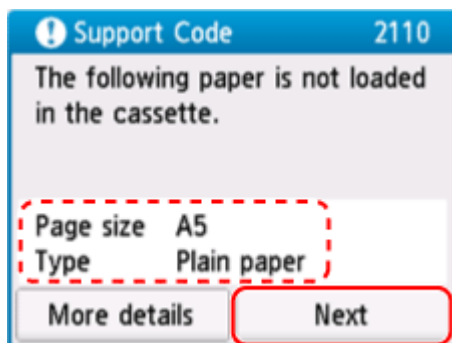 Support Code 2110
The following paper is not loaded
in the cassette.
Page size A5
Type Plain paper
More details Next